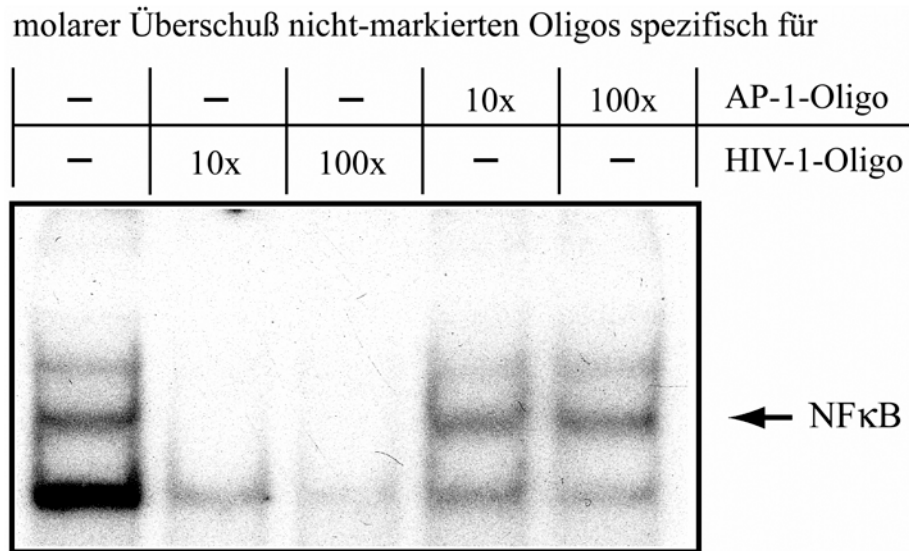 molarer Überschuß nicht-markierten Oligos spezifisch für
– – – 10x 100x AP-1-Oligo
– 10x 100x – – HIV-1-Oligo
NFκB